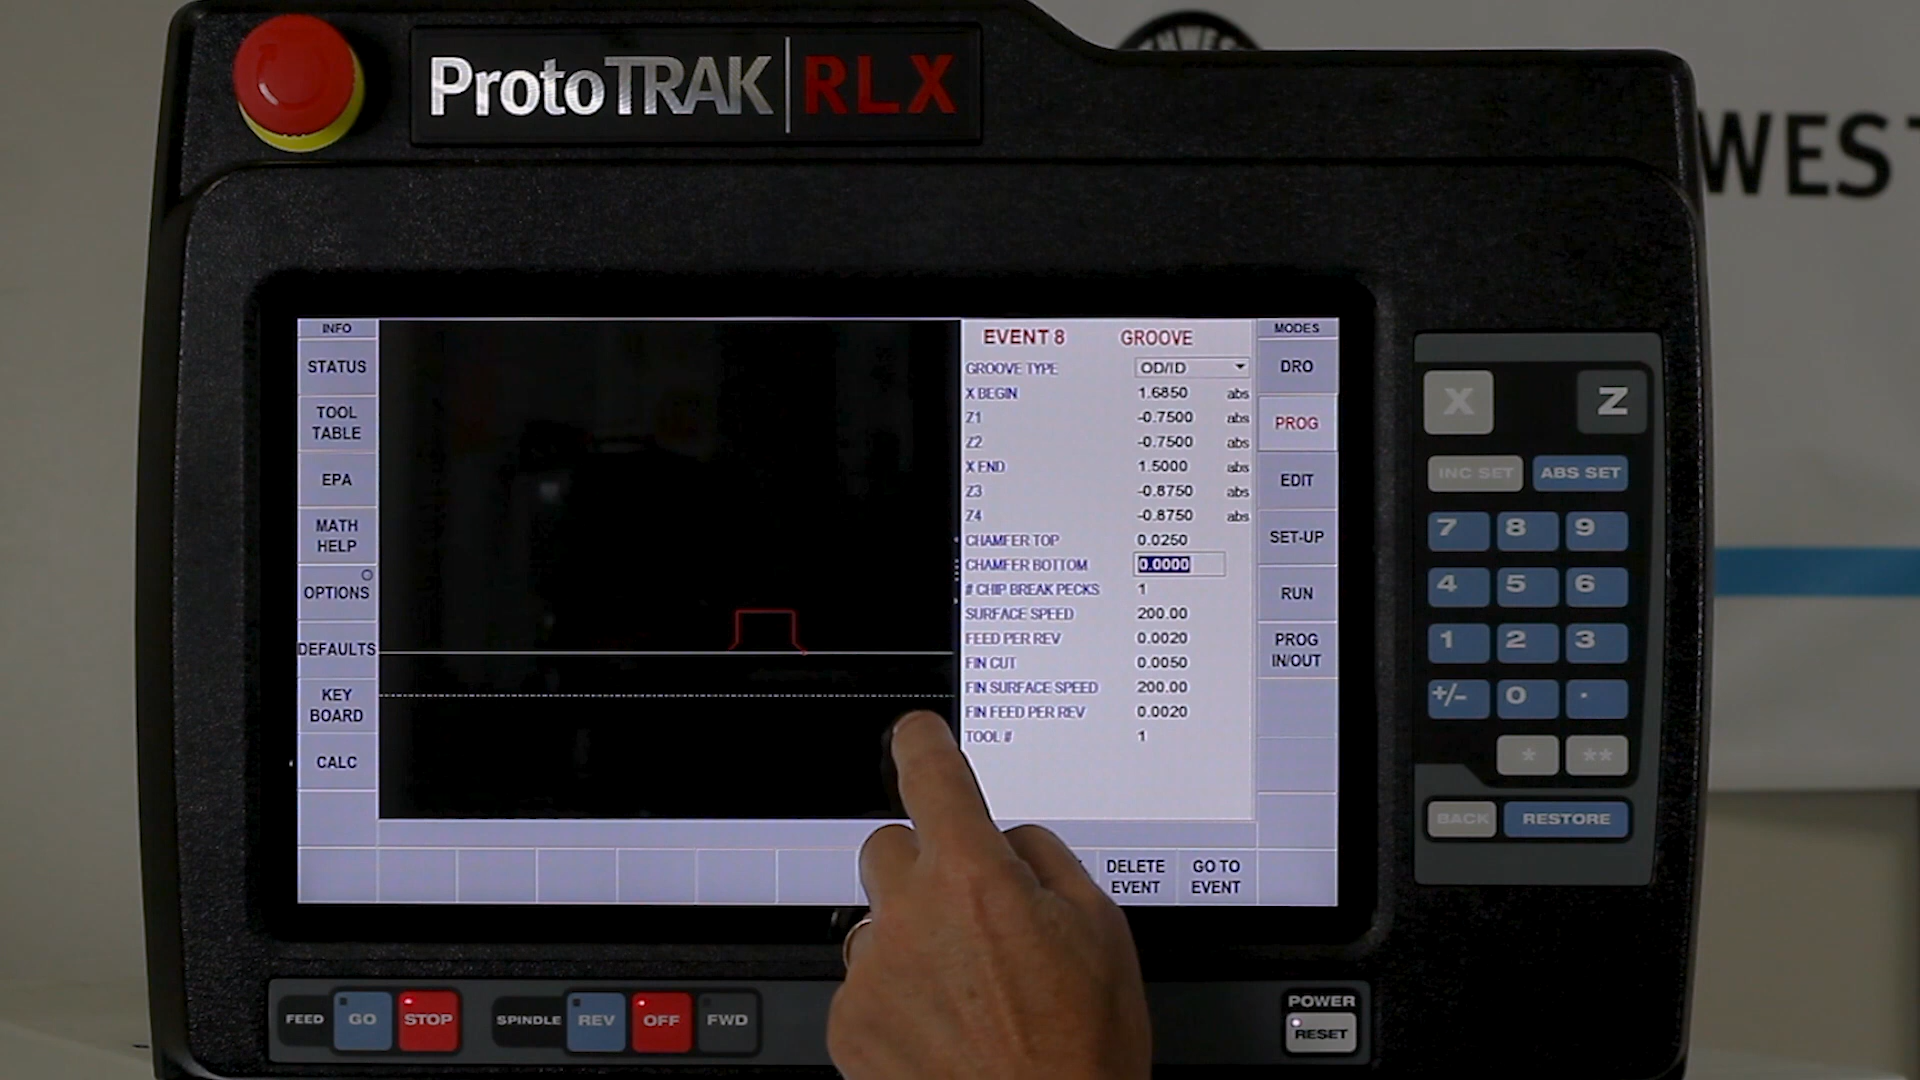 ProtoTRAK RLX
WES
INFO
STATUS
TOOL
TABLE
EPA
MATH
HELP
OPTIONS
DEFAULTS
KEY
BOARD
CALC
EVENT 8 GROOVE
GROOVE TYPE OD/ID
X BEGIN 1.6850 abs
Z1 -0.7500 abs
Z2 -0.7500 abs
X END 1.5000 abs
Z3 -0.8750 abs
Z4 -0.8750 abs
CHAMFER TOP 0.0250
CHAMFER BOTTOM 0.0000
# CHIP BREAK PECKS 1
SURFACE SPEED 200.00
FEED PER REV 0.0020
FIN CUT 0.0050
FIN SURFACE SPEED 200.00
FIN FEED PER REV 0.0020
TOOL # 1
DELETE
EVENT
GO TO
EVENT
MODES
DRO
PROG
EDIT
SET-UP
RUN
PROG
IN/OUT
X Z
INC SET ABS SET
7 8 9
4 5 6
1 2 3
+/- 0 .
* **
BACK RESTORE
FEED GO STOP
SPINDLE REV OFF FWD
POWER
RESET